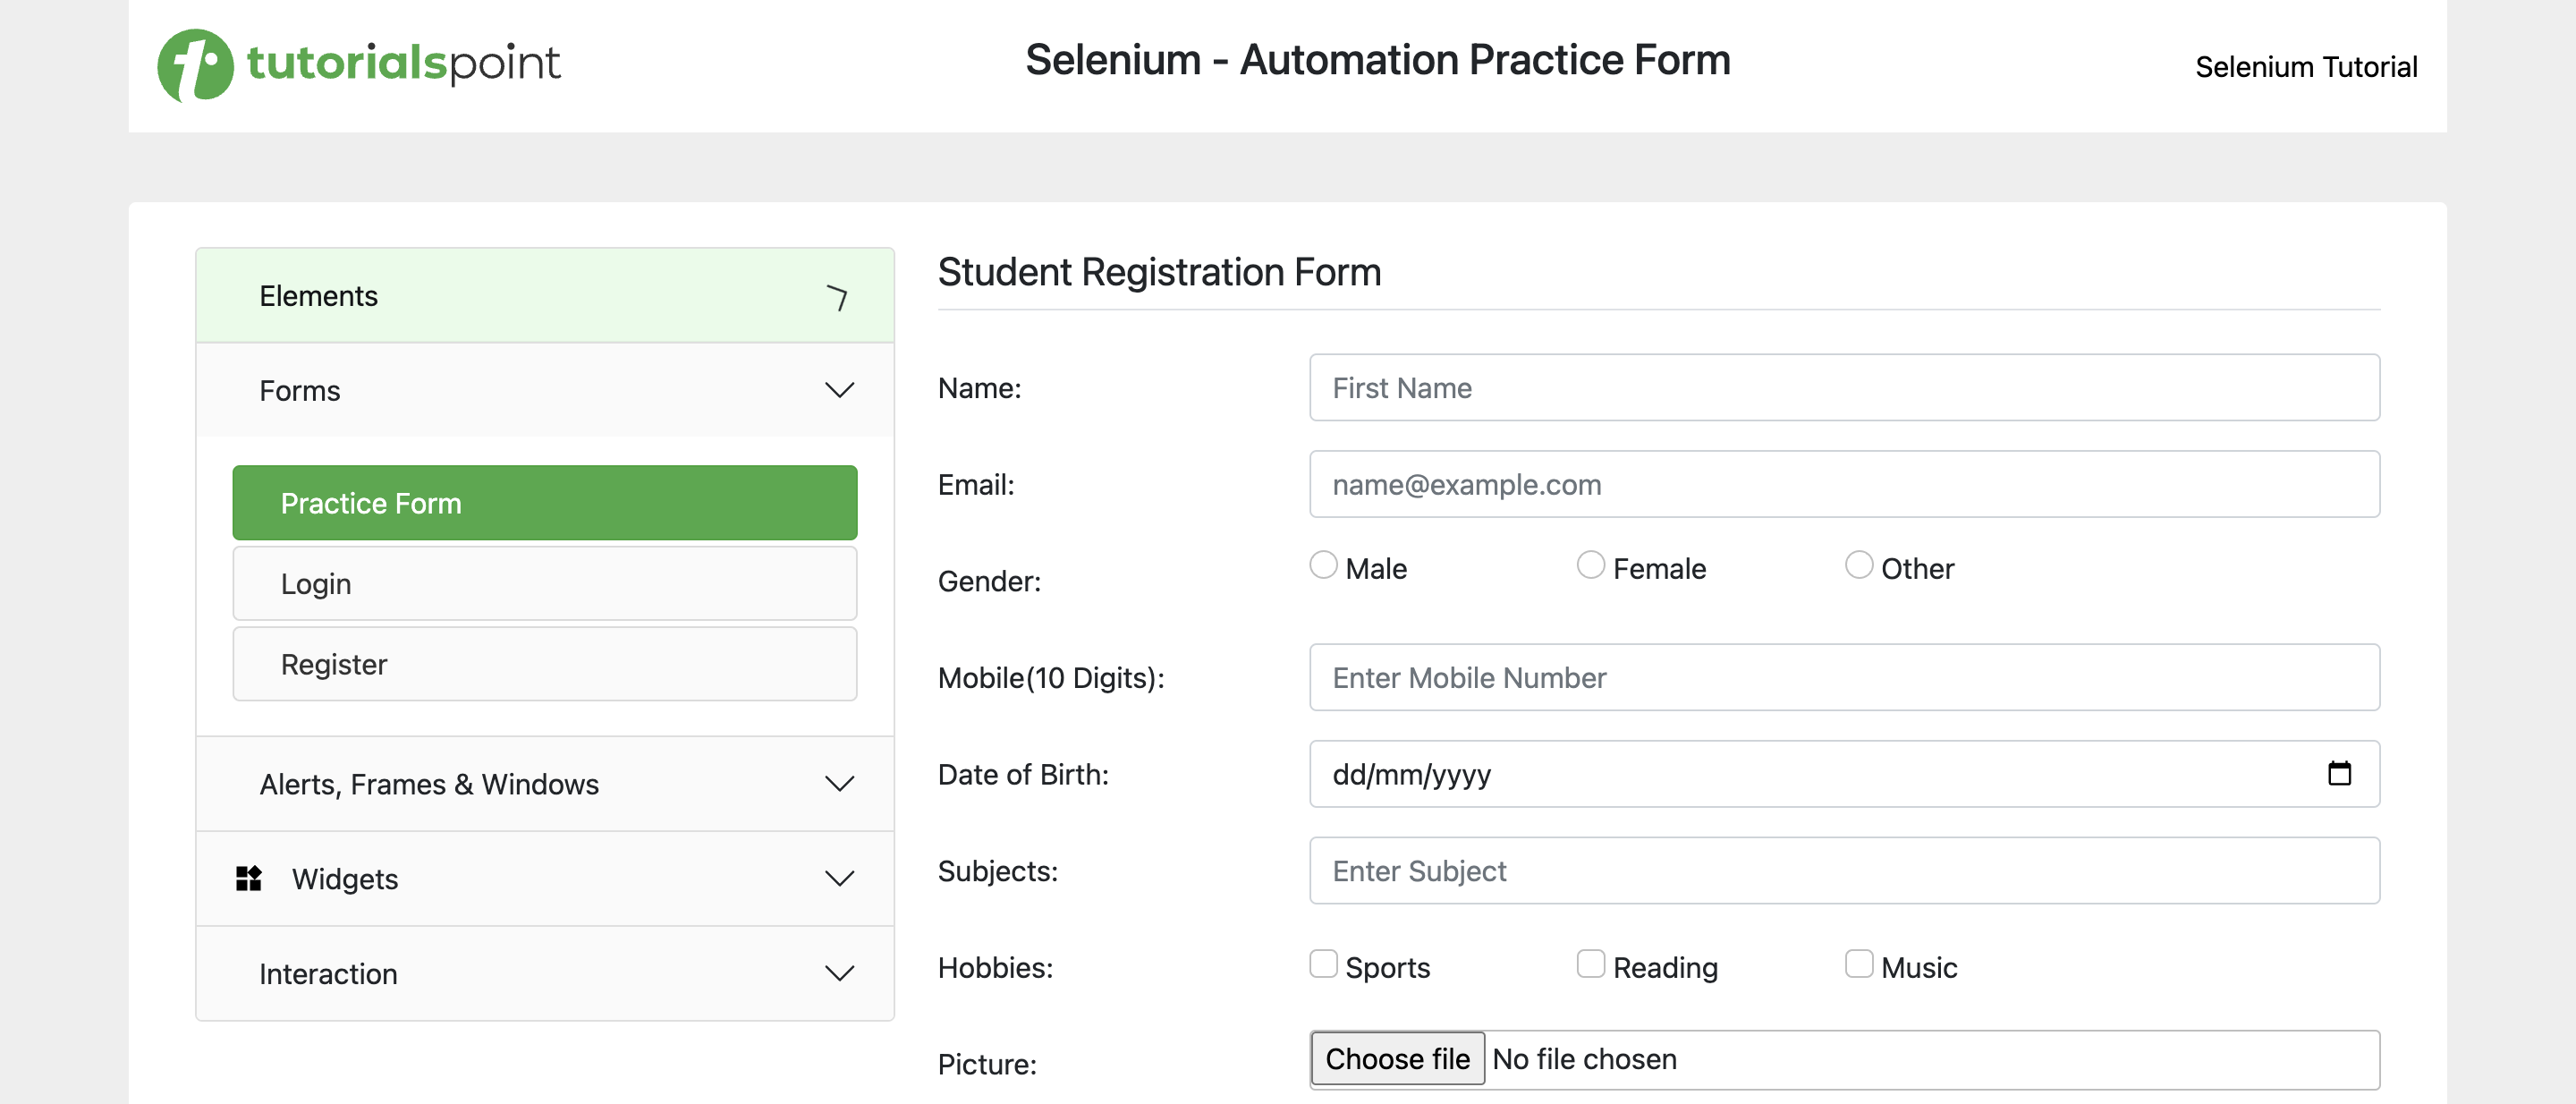 tutorialspoint
Selenium - Automation Practice Form
Selenium Tutorial
Elements
Forms
Practice Form
Login
Register
Alerts, Frames & Windows
Widgets
Interaction
Student Registration Form
Name:
First Name
Email:
name@example.com
Gender:
Male
Female
Other
Mobile(10 Digits):
Enter Mobile Number
Date of Birth:
dd/mm/yyyy
Subjects:
Enter Subject
Hobbies:
Sports
Reading
Music
Picture:
Choose file No file chosen